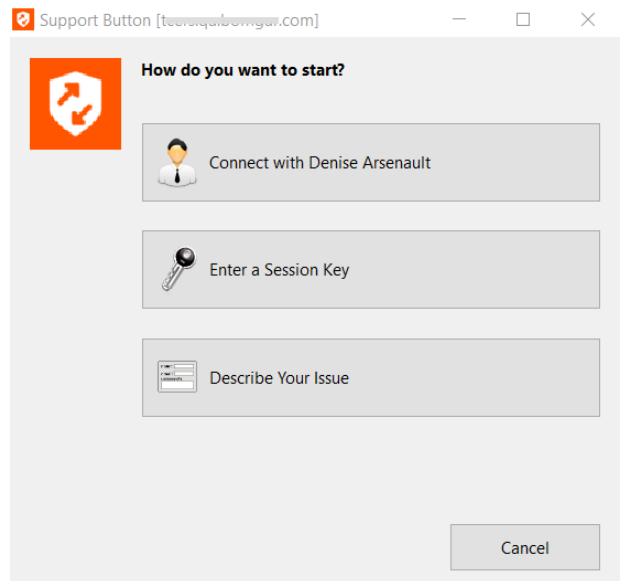 Support Button [
.com]
How do you want to start?
Connect with Denise Arsenault
Enter a Session Key
Describe Your Issue
Cancel